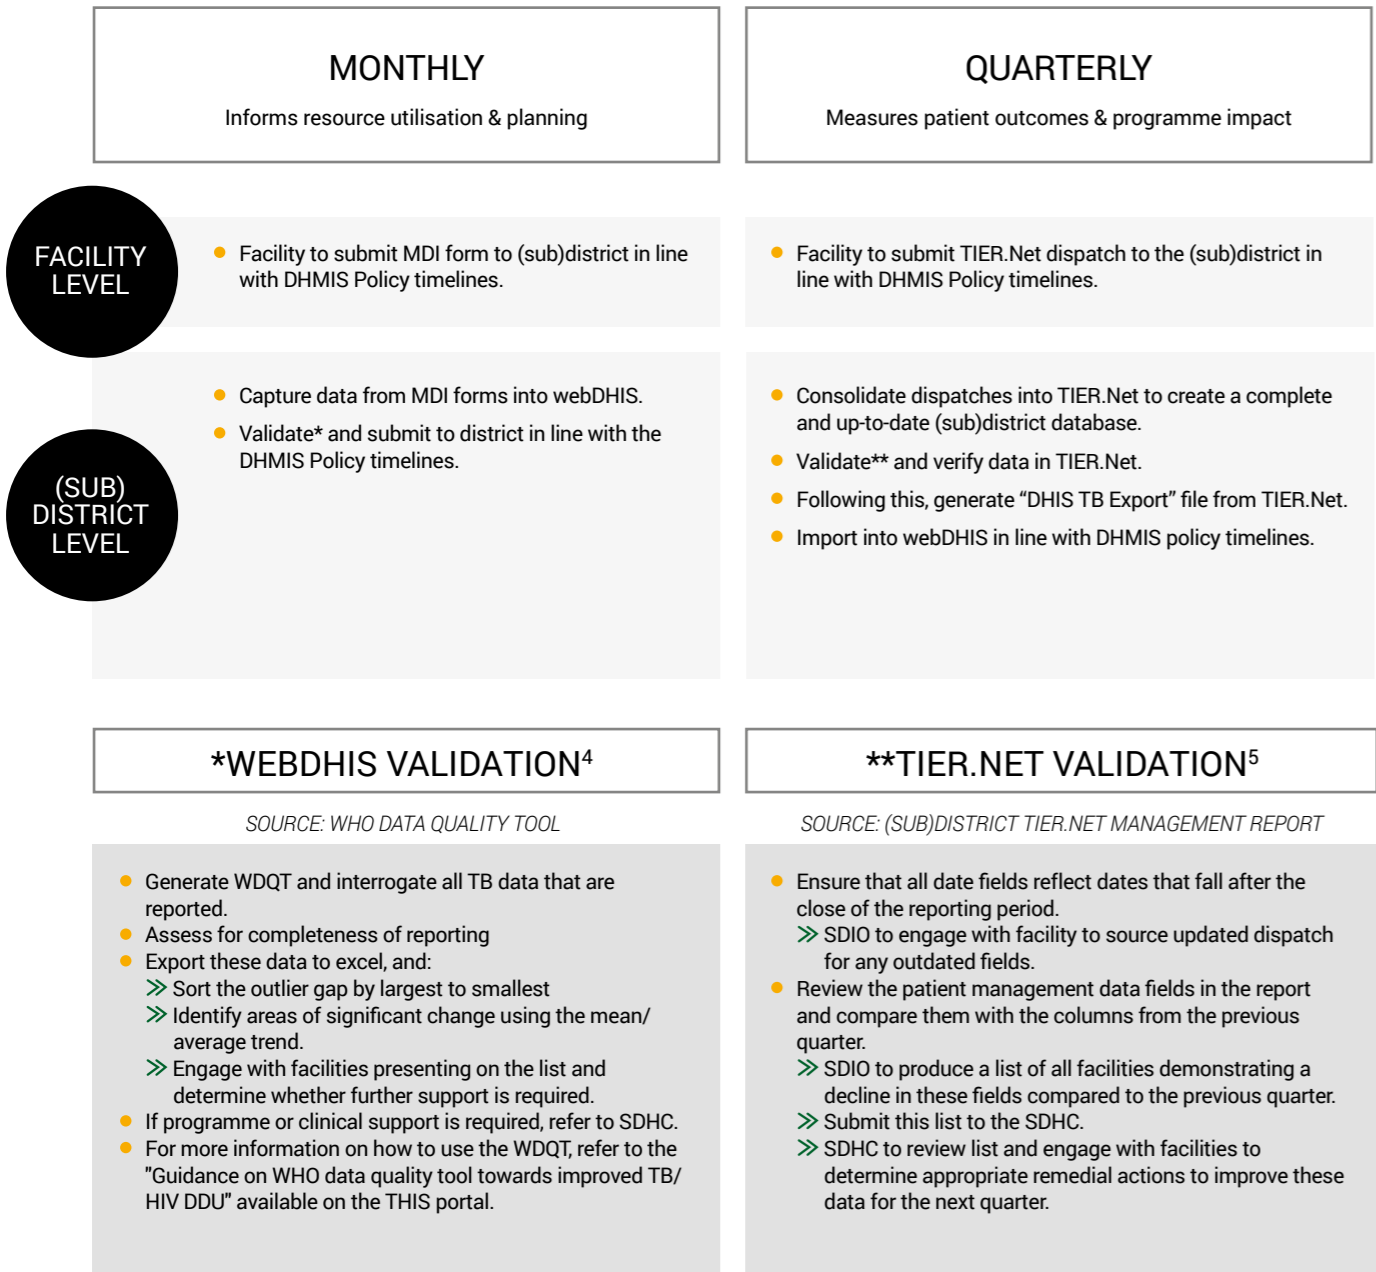 MONTHLY
Informs resource utilisation & planning
QUARTERLY
Measures patient outcomes & programme impact
FACILITY
LEVEL
● Facility to submit MDI form to (sub)district in line
with DHMIS Policy timelines.
● Facility to submit TIER.Net dispatch to the (sub)district in
line with DHMIS Policy timelines.
(SUB)
DISTRICT
LEVEL
● Capture data from MDI forms into webDHIS.
● Validate* and submit to district in line with the
DHMIS Policy timelines.
● Consolidate dispatches into TIER.Net to create a complete
and up-to-date (sub)district database.
● Validate** and verify data in TIER.Net.
● Following this, generate “DHIS TB Export” file from TIER.Net.
● Import into webDHIS in line with DHMIS policy timelines.
*WEBDHIS VALIDATION⁴
SOURCE: WHO DATA QUALITY TOOL
● Generate WDQT and interrogate all TB data that are
reported.
● Assess for completeness of reporting
● Export these data to excel, and:
≫ Sort the outlier gap by largest to smallest
≫ Identify areas of significant change using the mean/
average trend.
≫ Engage with facilities presenting on the list and
determine whether further support is required.
● If programme or clinical support is required, refer to SDHC.
● For more information on how to use the WDQT, refer to the
"Guidance on WHO data quality tool towards improved TB/
HIV DDU" available on the THIS portal.
**TIER.NET VALIDATION⁵
SOURCE: (SUB)DISTRICT TIER.NET MANAGEMENT REPORT
● Ensure that all date fields reflect dates that fall after the
close of the reporting period.
≫ SDIO to engage with facility to source updated dispatch
for any outdated fields.
● Review the patient management data fields in the report
and compare them with the columns from the previous
quarter.
≫ SDIO to produce a list of all facilities demonstrating a
decline in these fields compared to the previous quarter.
≫ Submit this list to the SDHC.
≫ SDHC to review list and engage with facilities to
determine appropriate remedial actions to improve these
data for the next quarter.